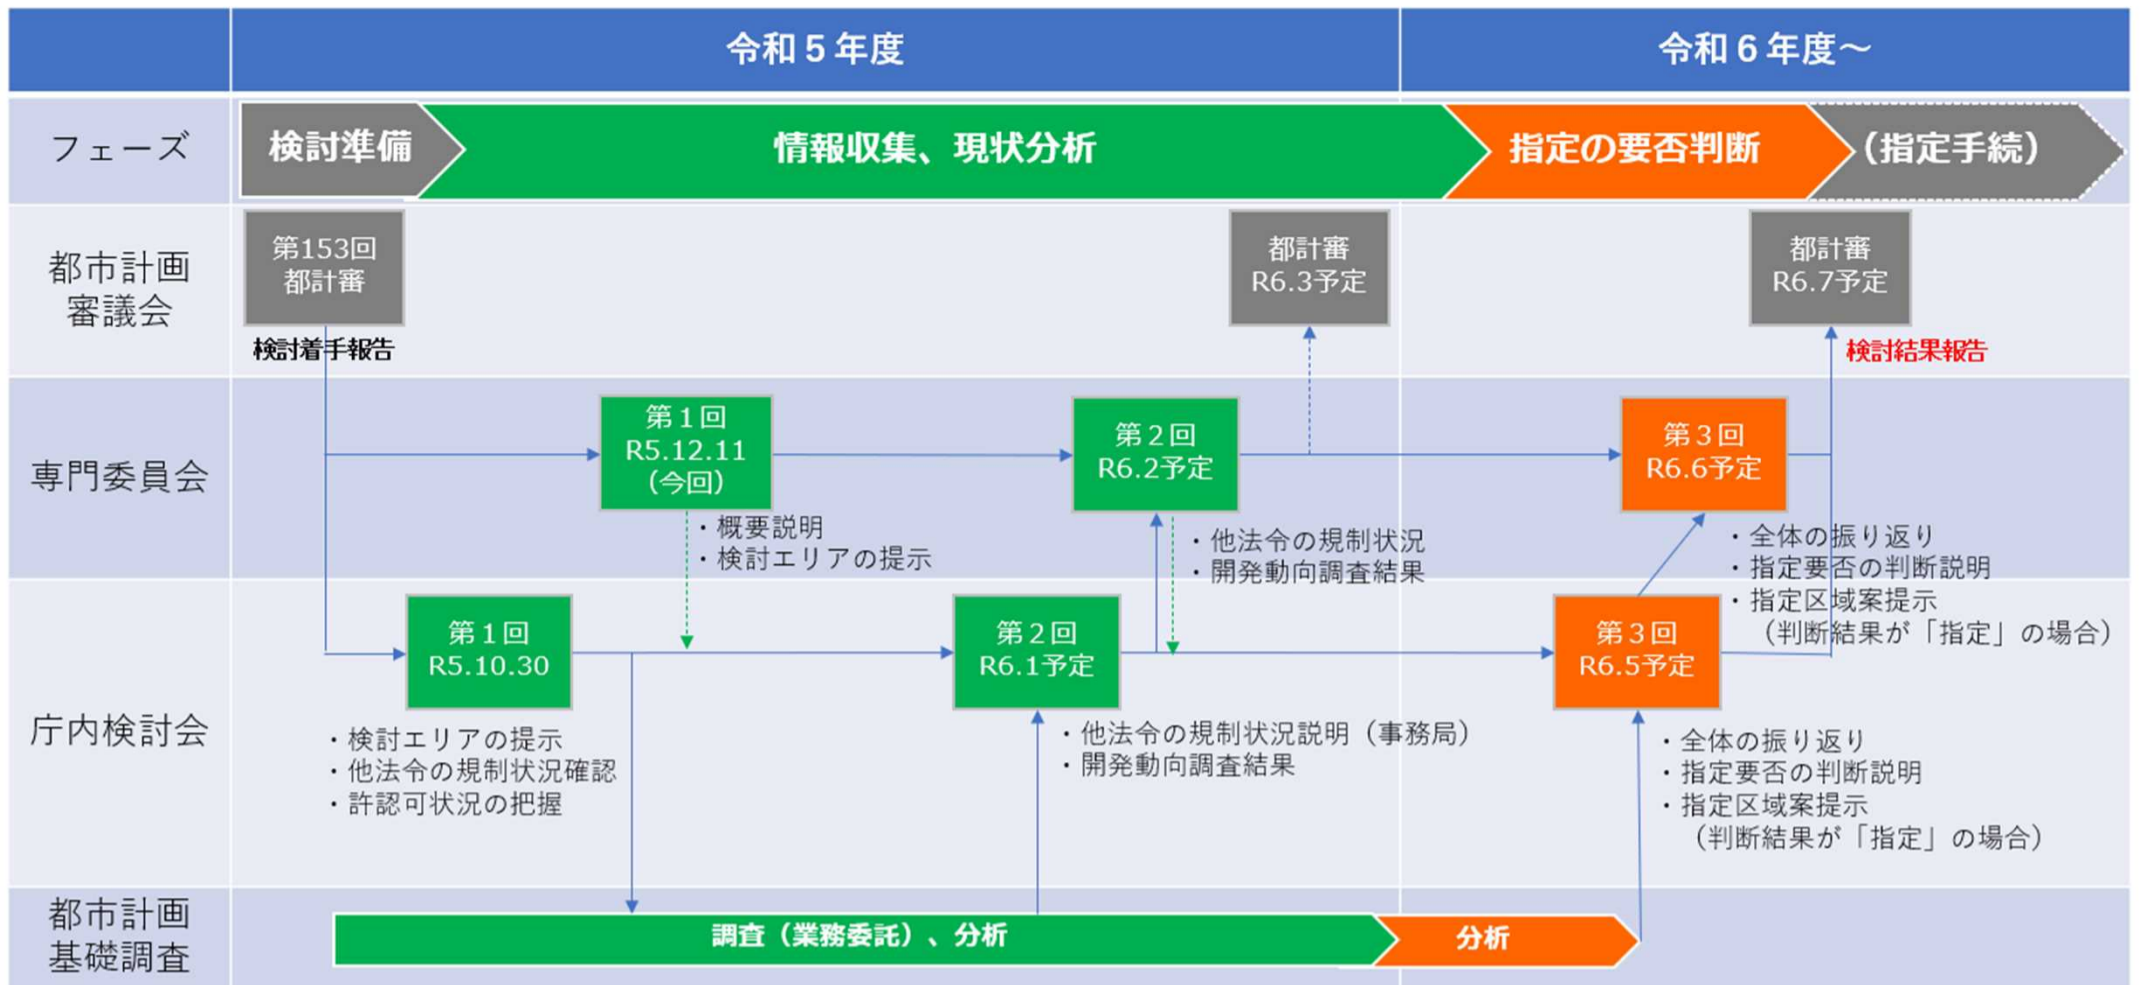 令和５年度
令和６年度～
フェーズ
検討準備
情報収集、現状分析
指定の要否判断
（指定手続）
都市計画
審議会
第153回
都計審
検討着手報告
都計審
R6.3予定
都計審
R6.7予定
検討結果報告
専門委員会
第１回
R5.12.11
（今回）
・概要説明
・検討エリアの提示
第２回
R6.2予定
・他法令の規制状況
・開発動向調査結果
第３回
R6.6予定
・全体の振り返り
・指定要否の判断説明
・指定区域案提示
（判断結果が「指定」の場合）
庁内検討会
第１回
R5.10.30
・検討エリアの提示
・他法令の規制状況確認
・許認可状況の把握
第２回
R6.1予定
・他法令の規制状況説明（事務局）
・開発動向調査結果
第３回
R6.5予定
・全体の振り返り
・指定要否の判断説明
・指定区域案提示
（判断結果が「指定」の場合）
都市計画
基礎調査
調査（業務委託）、分析
分析